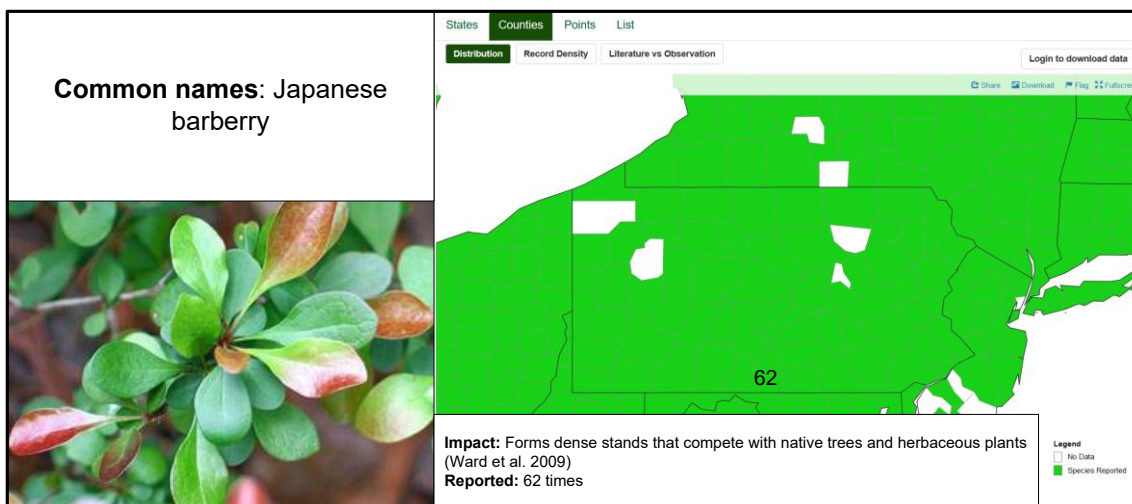 Common names: Japanese
barberry
States Counties Points List
Distribution Record Density Literature vs Observation
Login to download data
Share Download Flag Fullscreen
62
Impact: Forms dense stands that compete with native trees and herbaceous plants
(Ward et al. 2009)
Reported: 62 times
Legend
No Data
Species Reported